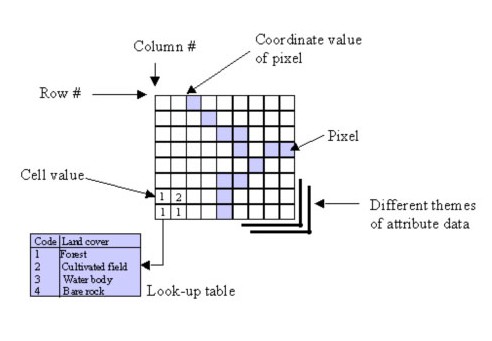 Column #
Coordinate value
of pixel
Row #
Pixel
Cell value
1 2
1 1
Different themes
of attribute data
Code Land cover
1 Forest
2 Cultivated field
3 Water body
4 Bare rock
Look-up table